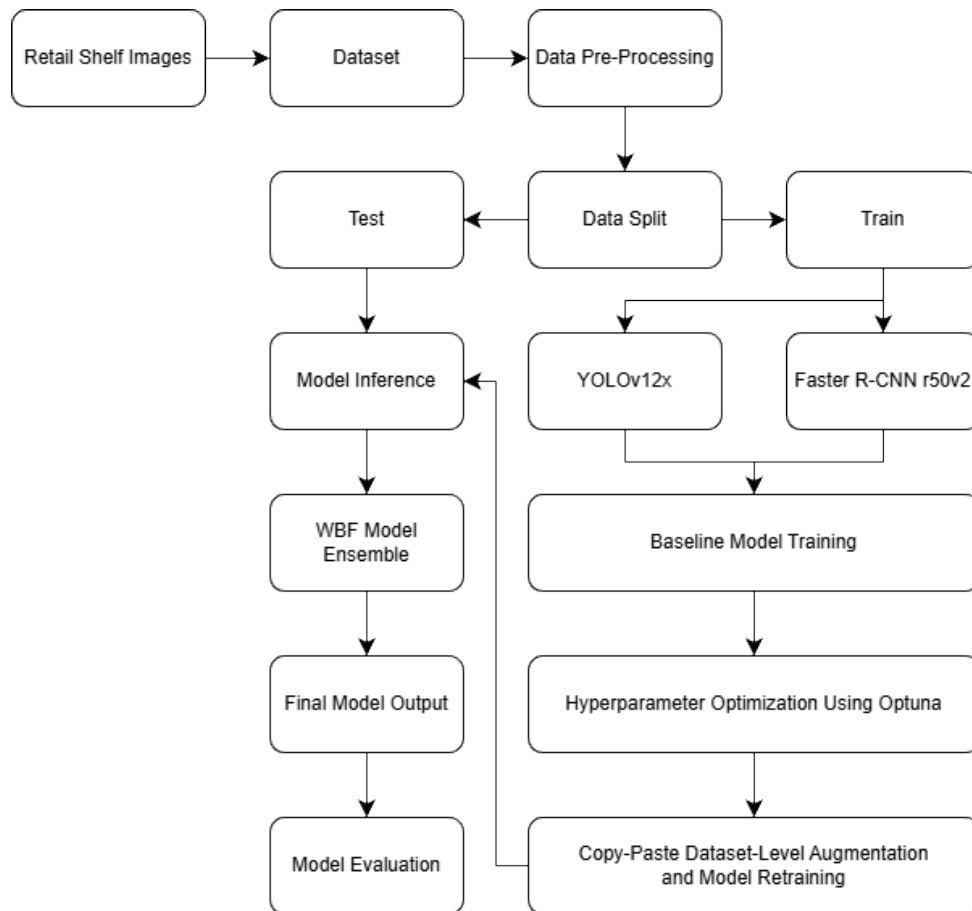 Retail Shelf Images
Dataset
Data Pre-Processing
Test
Data Split
Train
Model Inference
YOLOv12x
Faster R-CNN r50v2
WBF Model
Ensemble
Baseline Model Training
Final Model Output
Hyperparameter Optimization Using Optuna
Model Evaluation
Copy-Paste Dataset-Level Augmentation
and Model Retraining